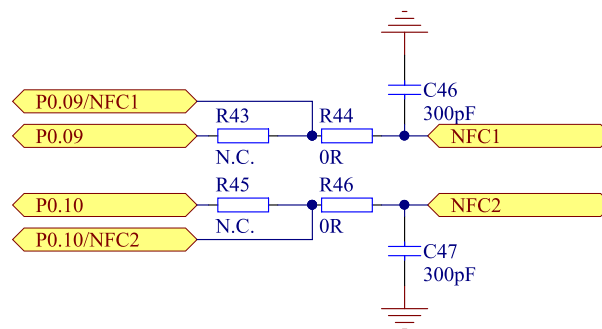 C46
300pF
P0.09/NFC1
R43
R44
P0.09
NFC1
N.C.
0R
R45
R46
P0.10
NFC2
N.C.
0R
P0.10/NFC2
C47
300pF